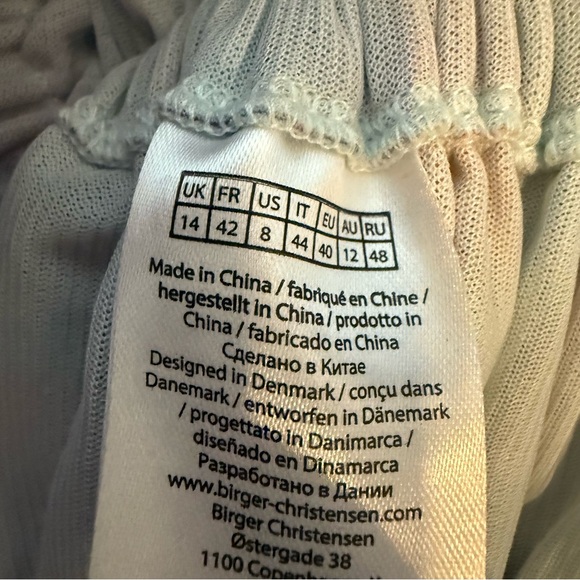 UK FR US IT EU AU RU
14 42 8 44 40 12 48
Made in China / fabriqué en Chine /
hergestellt in China / prodotto in
China / fabricado en China
Сделано в Китае
Designed in Denmark / conçu dans
Danemark / entworfen in Dänemark
/ progettato in Danimarca /
diseñado en Dinamarca
Разработано в Дании
www.birger-christensen.com
Birger Christensen
Østergade 38
1100